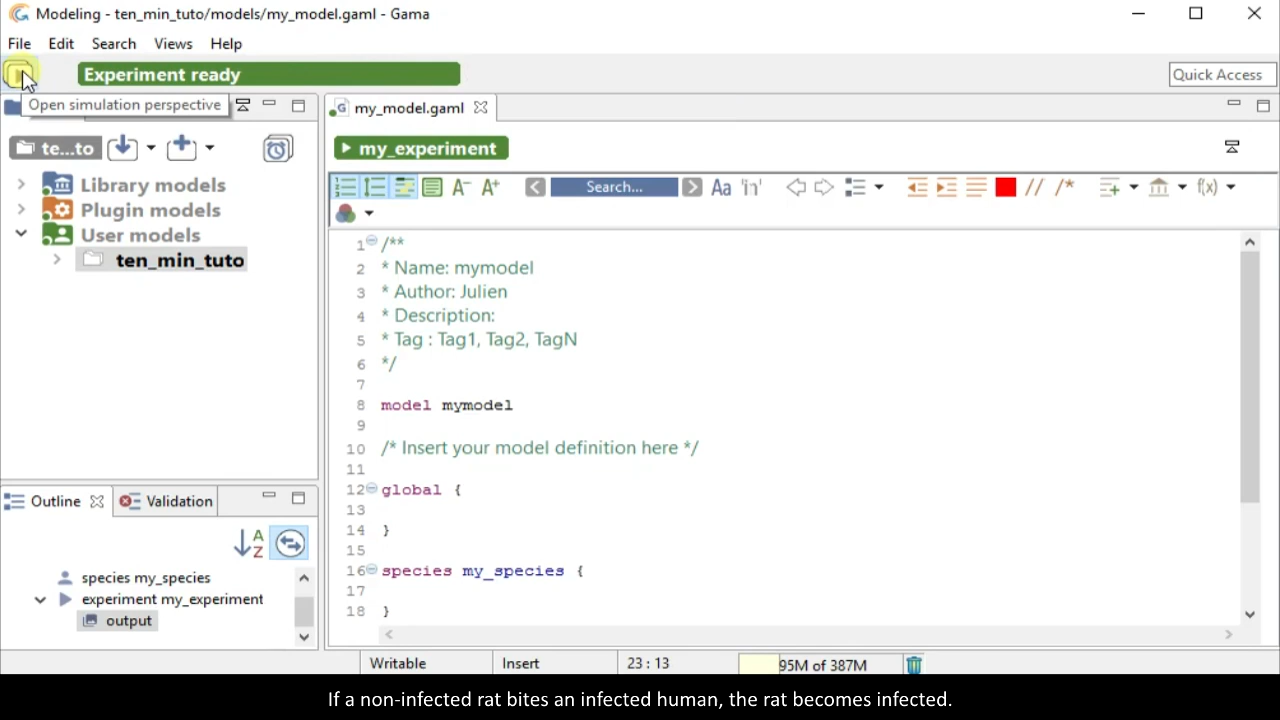 Modeling - ten_min_tuto/models/my_model.gaml - Gama
File Edit Search Views Help
Experiment ready
Quick Access
Open simulation perspective
my_model.gaml
te...to
my_experiment
A- A+ Search... Aa 'in' // /* f(x)
Library models
Plugin models
User models
ten_min_tuto
1 /**
2 * Name: mymodel
3 * Author: Julien
4 * Description:
5 * Tag : Tag1, Tag2, TagN
6 */
7
8 model mymodel
9
10 /* Insert your model definition here */
11
12 global {
13
14 }
15
16 species my_species {
17
18 }
Outline Validation
A Z
species my_species
experiment my_experiment
output
Writable Insert 23 : 13 95M of 387M
If a non-infected rat bites an infected human, the rat becomes infected.